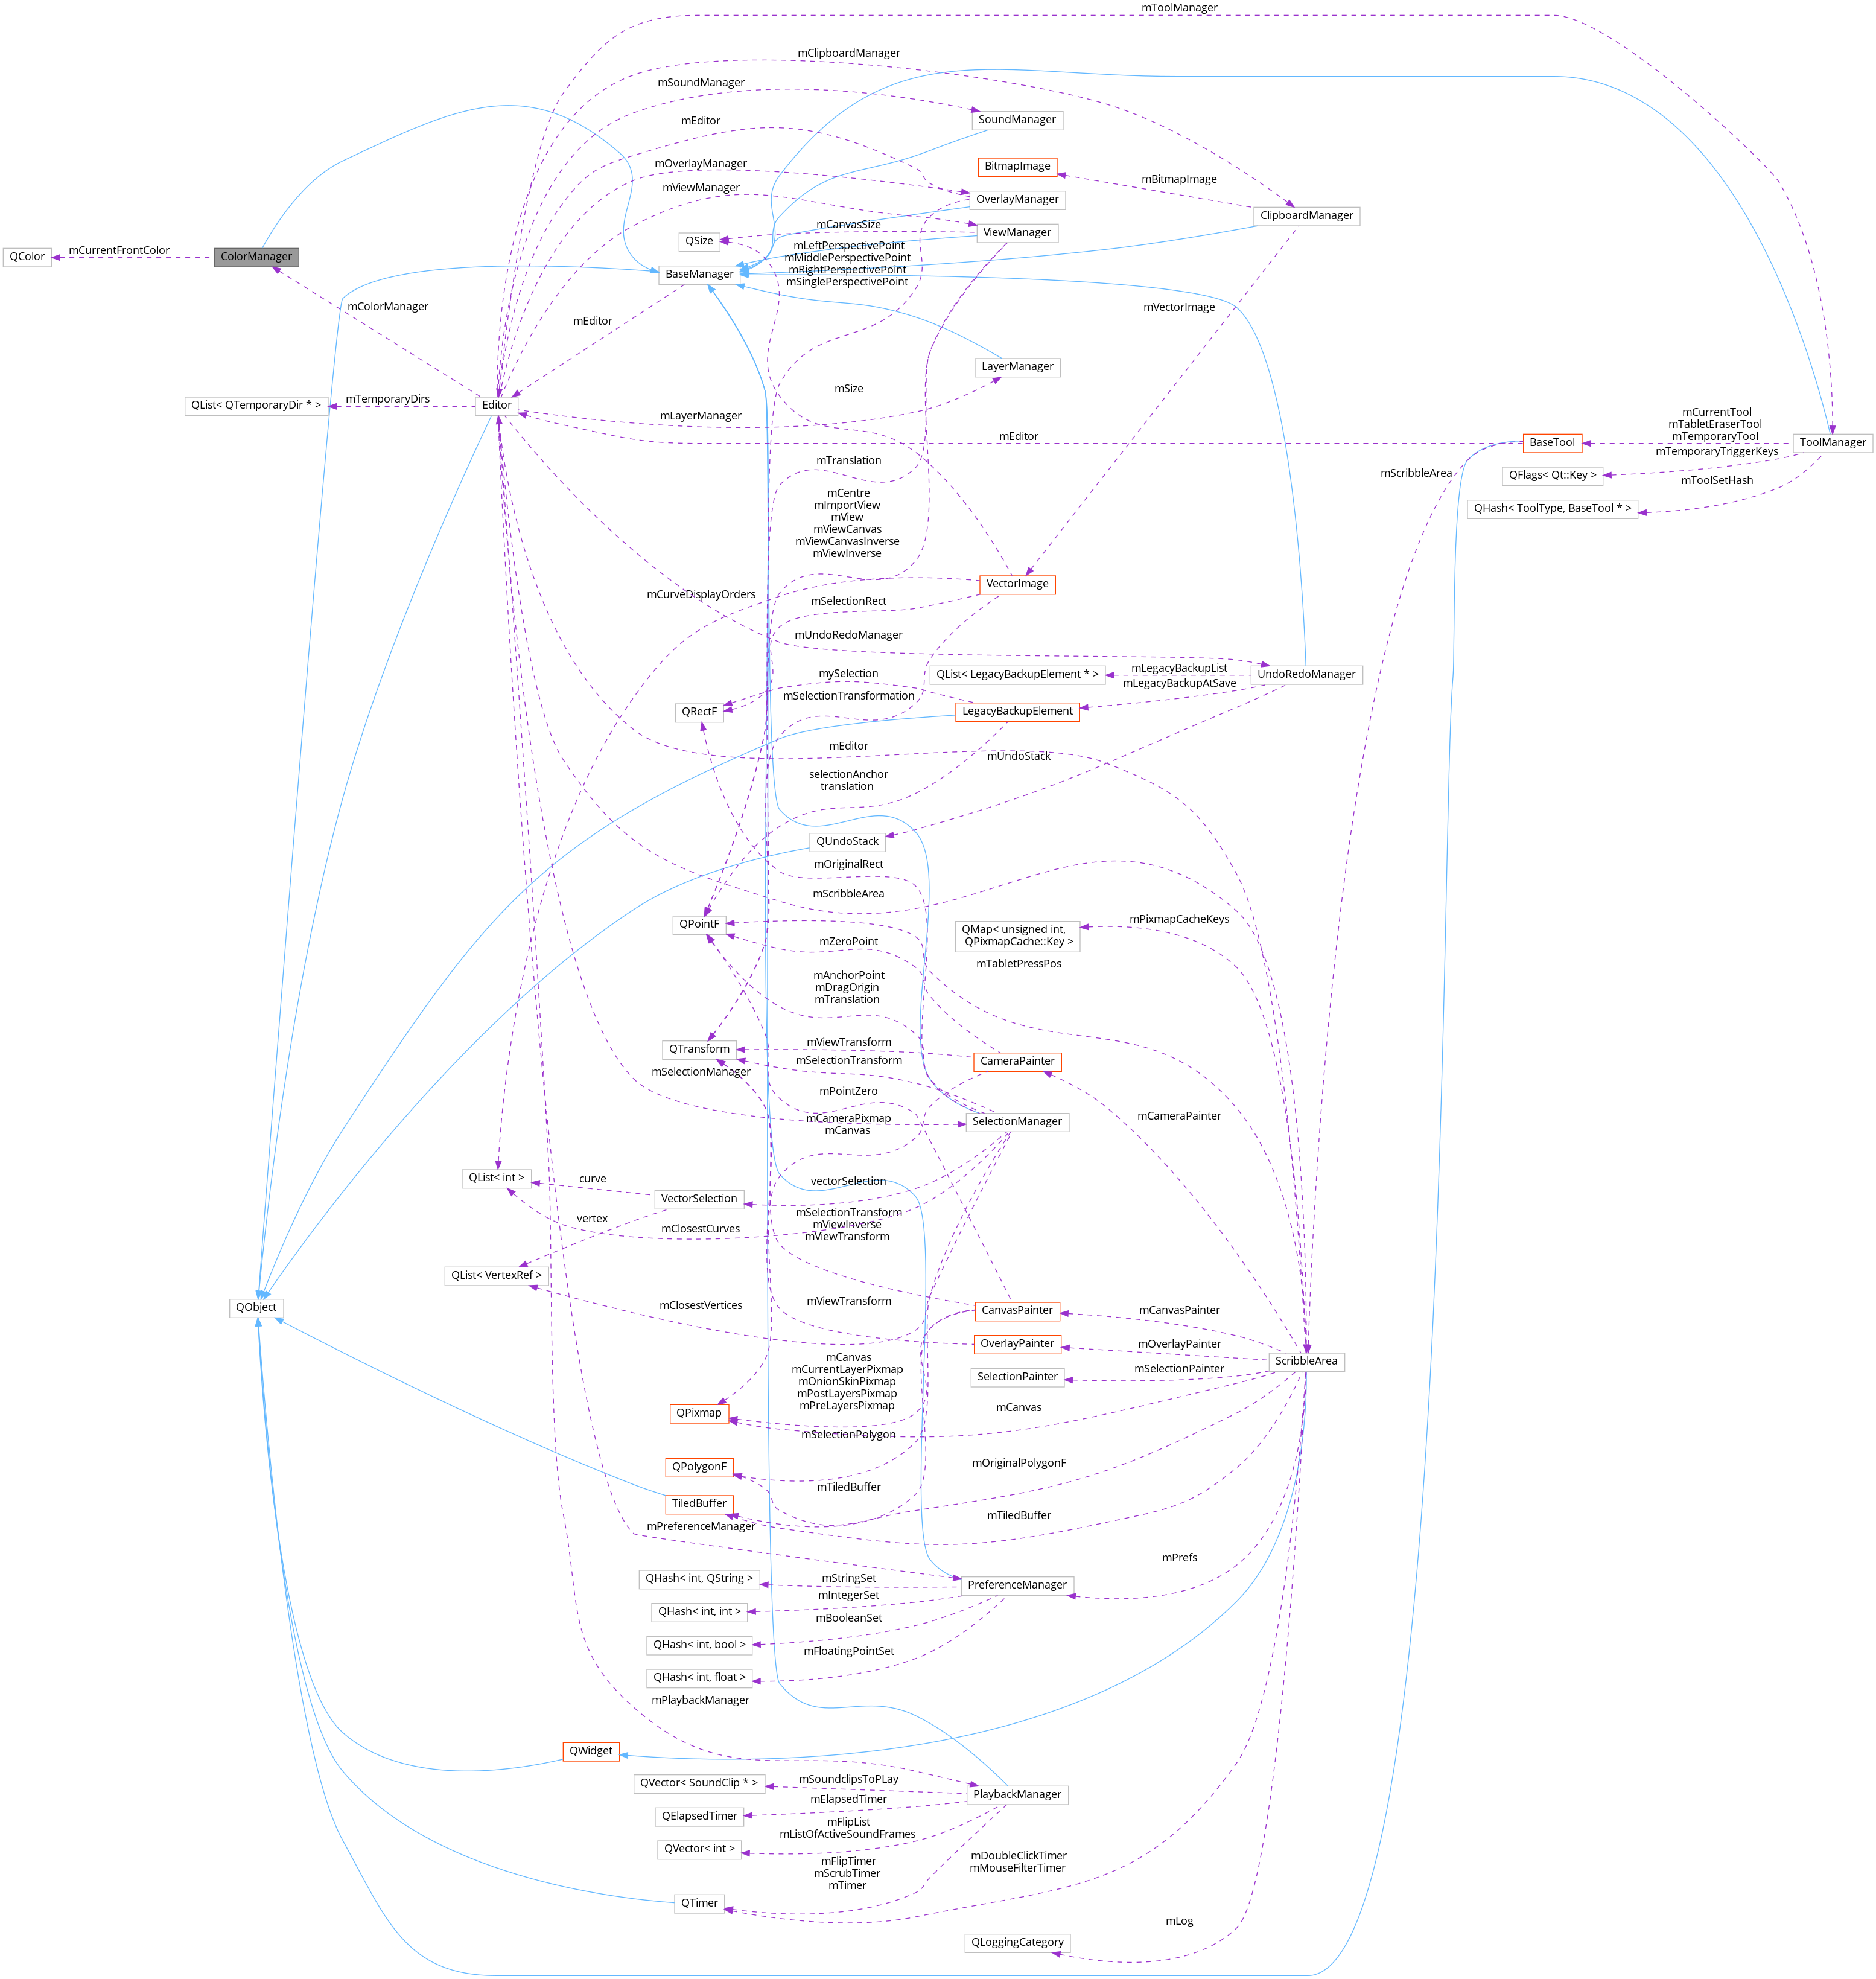 mToolManager
mClipboardManager
mSoundManager
SoundManager
mEditor
BitmapImage
mOverlayManager
mBitmapImage
mViewManager
OverlayManager
ClipboardManager
mCanvasSize
ViewManager
QSize
mCurrentFrontColor
QColor
ColorManager
mLeftPerspectivePoint
mMiddlePerspectivePoint
mRightPerspectivePoint
mSinglePerspectivePoint
BaseManager
mColorManager
mEditor
mVectorImage
LayerManager
mSize
mTemporaryDirs
QList< QTemporaryDir * >
Editor
mLayerManager
mEditor
mCurrentTool
mTabletEraserTool
mTemporaryTool
BaseTool
ToolManager
mTemporaryTriggerKeys
mTranslation
mScribbleArea
QFlags< Qt::Key >
mToolSetHash
QHash< ToolType, BaseTool * >
mCentre
mImportView
mView
mViewCanvas
mViewCanvasInverse
mViewInverse
VectorImage
mCurveDisplayOrders
mSelectionRect
mUndoRedoManager
mySelection
QList< LegacyBackupElement * >
mLegacyBackupList
UndoRedoManager
mLegacyBackupAtSave
mSelectionTransformation
QRectF
LegacyBackupElement
mEditor
mUndoStack
selectionAnchor
translation
QUndoStack
mOriginalRect
mScribbleArea
QPointF
mZeroPoint
QMap< unsigned int,
QPixmapCache::Key >
mPixmapCacheKeys
mTabletPressPos
mAnchorPoint
mDragOrigin
mTranslation
QTransform
mViewTransform
mSelectionTransform
CameraPainter
mSelectionManager
mPointZero
mCameraPixmap
mCanvas
SelectionManager
mCameraPainter
QList< int >
curve
VectorSelection
vectorSelection
vertex
mClosestCurves
mSelectionTransform
mViewInverse
mViewTransform
QList< VertexRef >
QObject
mClosestVertices
mViewTransform
CanvasPainter
mCanvasPainter
OverlayPainter
mOverlayPainter
ScribbleArea
SelectionPainter
mSelectionPainter
mCanvas
mCurrentLayerPixmap
mOnionSkinPixmap
mPostLayersPixmap
mPreLayersPixmap
QPixmap
mCanvas
mSelectionPolygon
QPolygonF
mOriginalPolygonF
mTiledBuffer
TiledBuffer
mTiledBuffer
mPreferenceManager
mPrefs
QHash< int, QString >
mStringSet
PreferenceManager
mIntegerSet
QHash< int, int >
mBooleanSet
QHash< int, bool >
mFloatingPointSet
QHash< int, float >
mPlaybackManager
QWidget
QVector< SoundClip * >
mSoundclipsToPLay
PlaybackManager
mElapsedTimer
QElapsedTimer
mFlipList
mListOfActiveSoundFrames
QVector< int >
mFlipTimer
mScrubTimer
mTimer
mDoubleClickTimer
mMouseFilterTimer
QTimer
mLog
QLoggingCategory